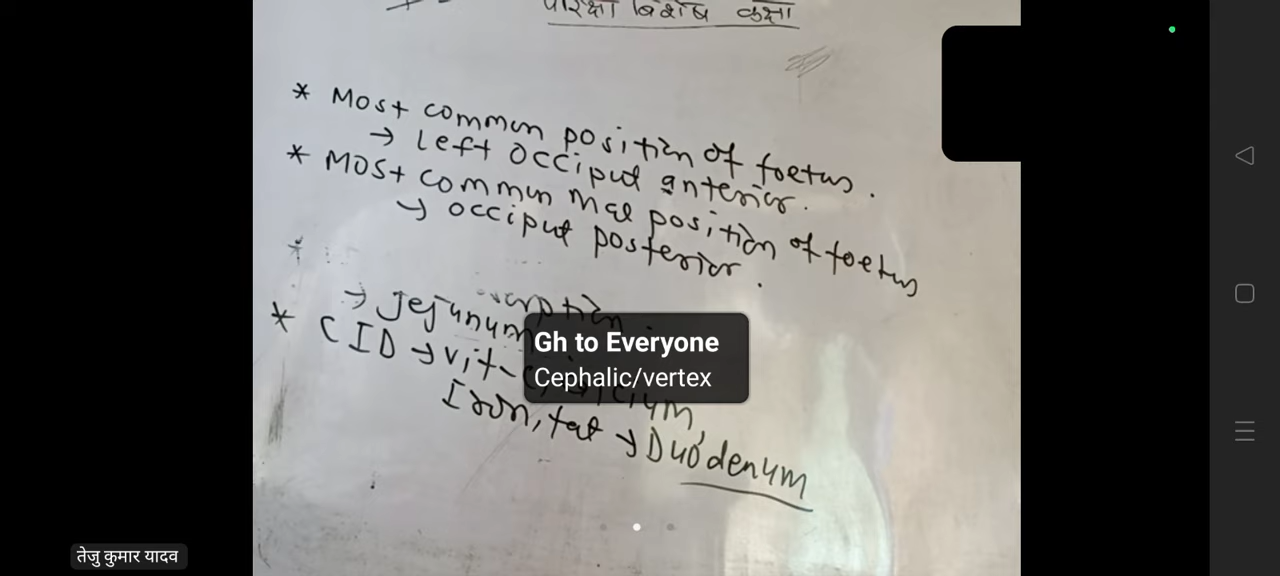 परिक्षा विशेष कक्षा
* Most common position of foetus.
→ Left occiput anterior.
* Most common mal position of foetus
→ occiput posterior.
*
→ Jejunum
* CID → vit-
Iron, fat → Duodenum
Gh to Everyone
Cephalic/vertex
तेजु कुमार यादव